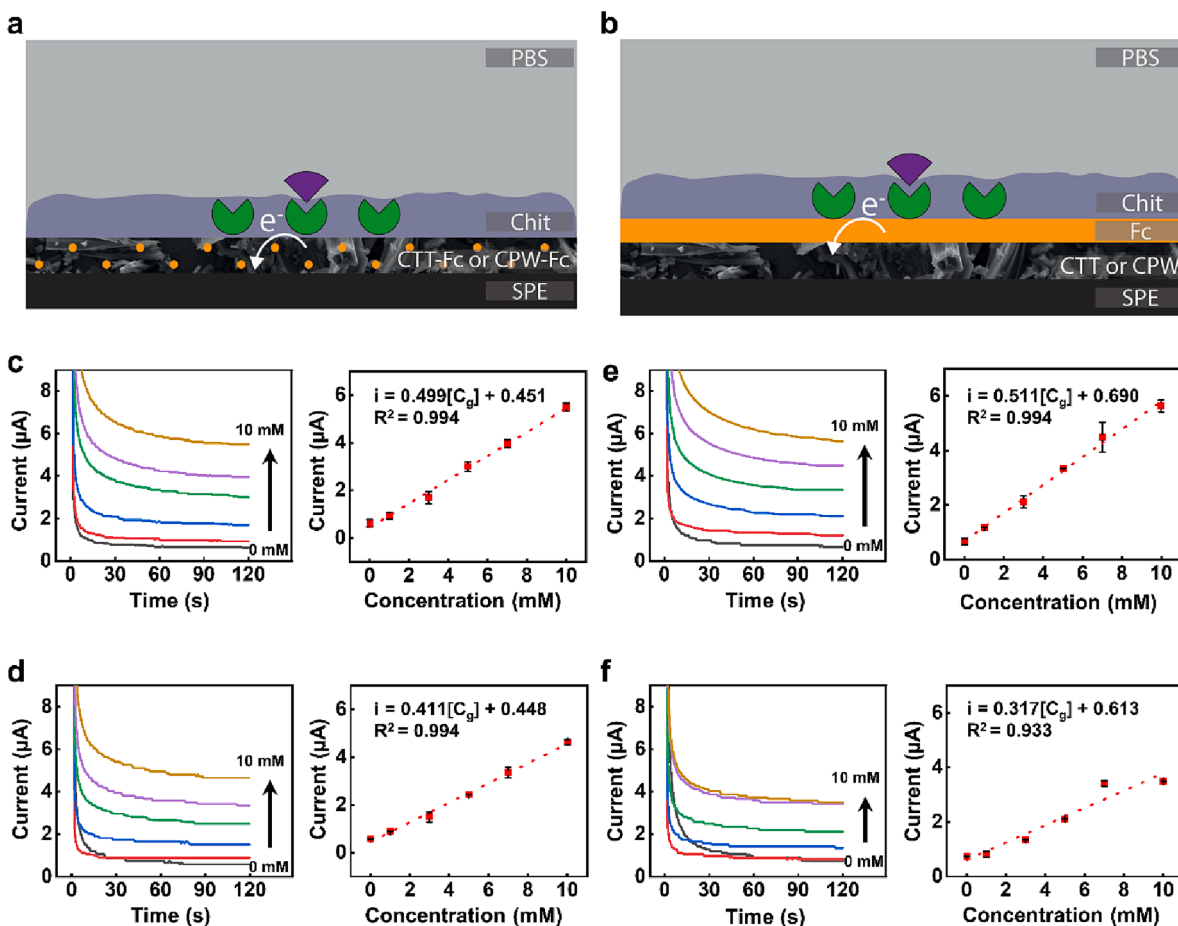 a
PBS
e-
Chit
CTT-Fc or CPW-Fc
SPE
b
PBS
e-
Chit
Fc
CTT or CPW
SPE
c
Current (µA)
8
6
4
2
0
10 mM
0 mM
0 30 60 90 120
Time (s)
Current (µA)
6
4
2
0
i = 0.499[Cg] + 0.451
R² = 0.994
0 2 4 6 8 10
Concentration (mM)
e
Current (µA)
8
6
4
2
0
10 mM
0 mM
0 30 60 90 120
Time (s)
Current (µA)
6
4
2
0
i = 0.511[Cg] + 0.690
R² = 0.994
0 2 4 6 8 10
Concentration (mM)
d
Current (µA)
8
6
4
2
0
10 mM
0 mM
0 30 60 90 120
Time (s)
Current (µA)
6
4
2
0
i = 0.411[Cg] + 0.448
R² = 0.994
0 2 4 6 8 10
Concentration (mM)
f
Current (µA)
8
6
4
2
0
10 mM
0 mM
0 30 60 90 120
Time (s)
Current (µA)
6
4
2
0
i = 0.317[Cg] + 0.613
R² = 0.933
0 2 4 6 8 10
Concentration (mM)